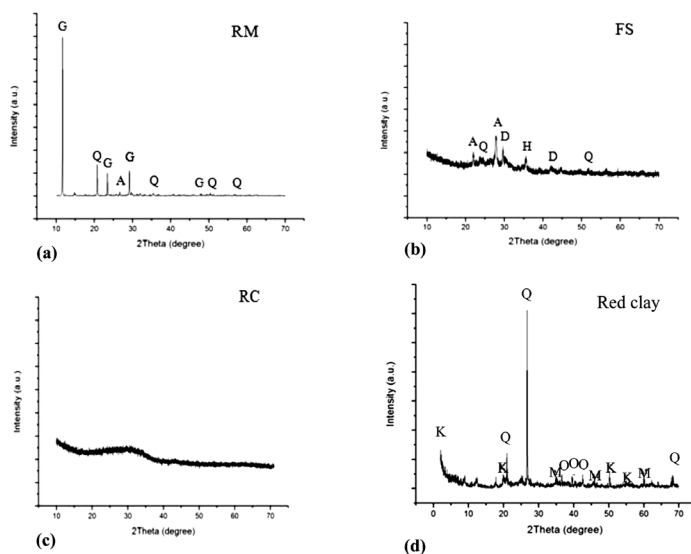 RM
G
Q
G
A
G
Q
G
Q
Q
Intensity (a.u.)
10 20 30 40 50 60 70
2Theta (degree)
(a)
FS
A
Q
A
D
H
D
Q
Intensity (a.u.)
10 20 30 40 50 60 70
2Theta (degree)
(b)
RC
Intensity (a.u.)
10 20 30 40 50 60 70
2Theta (degree)
(c)
Red clay
K
K
Q
Q
M
O
O
O
M
K
K
M
Q
Intensity (a.u.)
0 10 20 30 40 50 60 70
2Theta (degree)
(d)